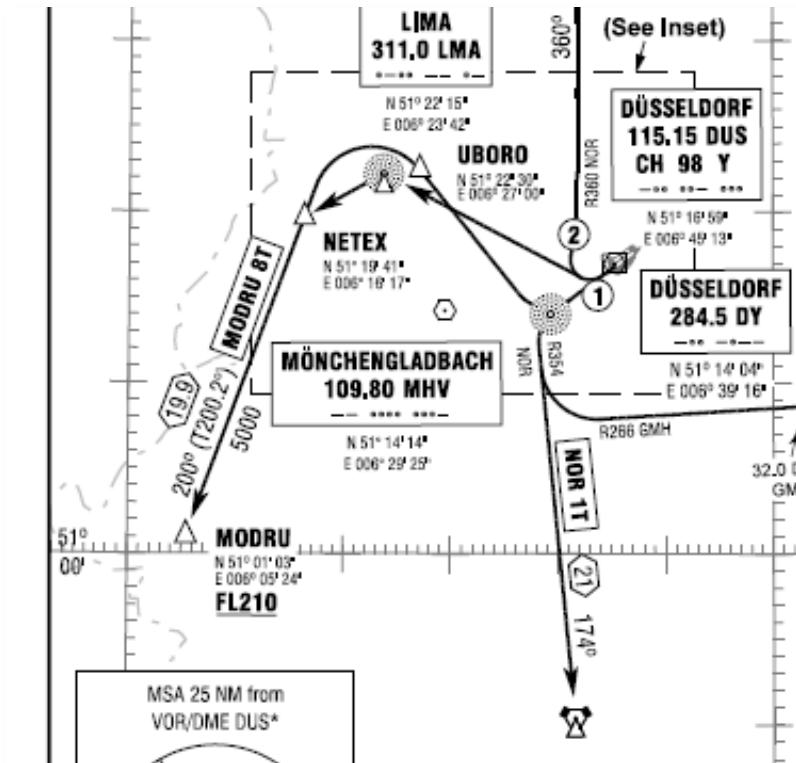 LIMA
311.0 LMA
N 51° 22' 15"
E 006° 23' 42"
360°
R360 NOR
(See Inset)
DÜSSELDORF
115.15 DUS
CH 98 Y
N 51° 16' 59"
E 006° 45' 13"
UBORO
N 51° 22' 30"
E 006° 27' 00"
NETEX
N 51° 19' 41"
E 006° 16' 17"
2
1
DÜSSELDORF
284.5 DY
N 51° 14' 04"
E 006° 39' 16"
MODRU 8T
MÖNCHENGLADBACH
109.80 MHV
N 51° 14' 14"
E 006° 29' 25"
NOR
R354
R266 GMH
32.0
GM
19.9
200° (T200.2°)
5000
NOR 1T
51°
00'
MODRU
N 51° 01' 03"
E 006° 05' 24"
FL210
21
174°
MSA 25 NM from
VOR/DME DUS*